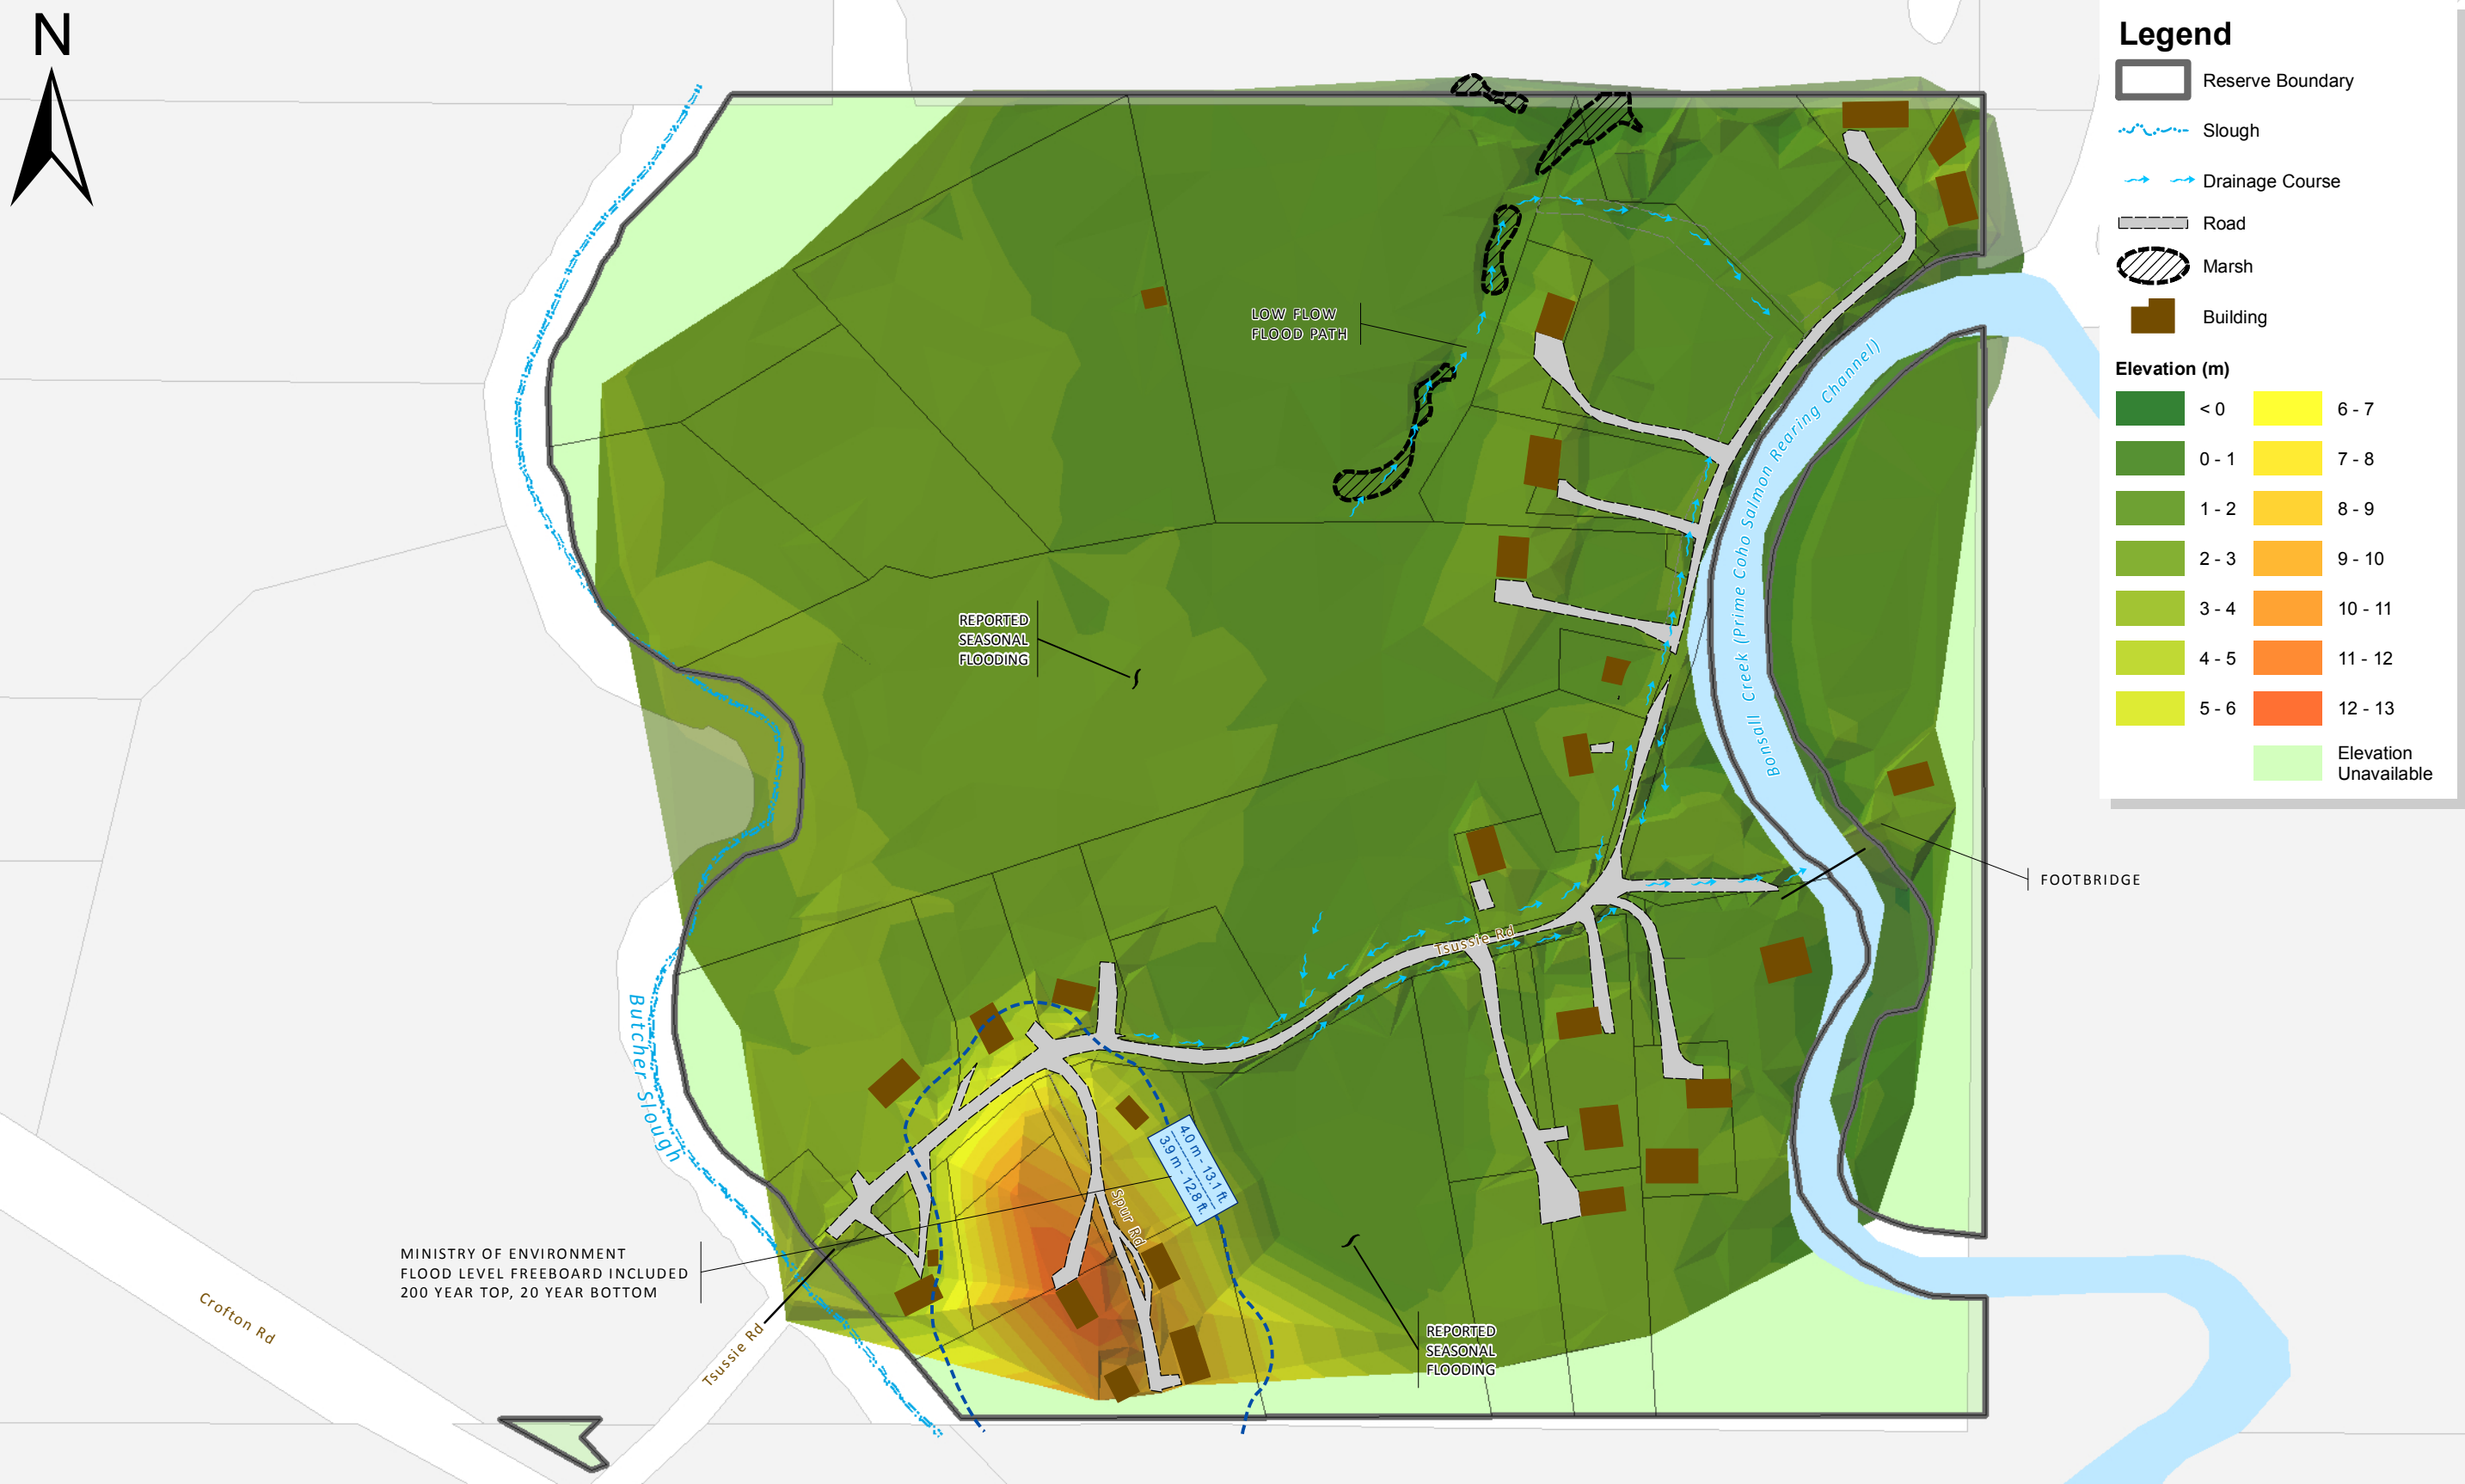 N
Legend
Reserve Boundary
Slough
Drainage Course
Road
Marsh
Building
Elevation (m)
< 0
0 - 1
1 - 2
2 - 3
3 - 4
4 - 5
5 - 6
6 - 7
7 - 8
8 - 9
9 - 10
10 - 11
11 - 12
12 - 13
Elevation
Unavailable
LOW FLOW
FLOOD PATH
Bonsall Creek (Prime Coho Salmon Rearing Channel)
REPORTED
SEASONAL
FLOODING
FOOTBRIDGE
Tsussie Rd
Butcher Slough
4.0 m - 13.1 ft.
3.9 m - 12.8 ft.
Spur Rd
MINISTRY OF ENVIRONMENT
FLOOD LEVEL FREEBOARD INCLUDED
200 YEAR TOP, 20 YEAR BOTTOM
Crofton Rd
Tsussie Rd
REPORTED
SEASONAL
FLOODING